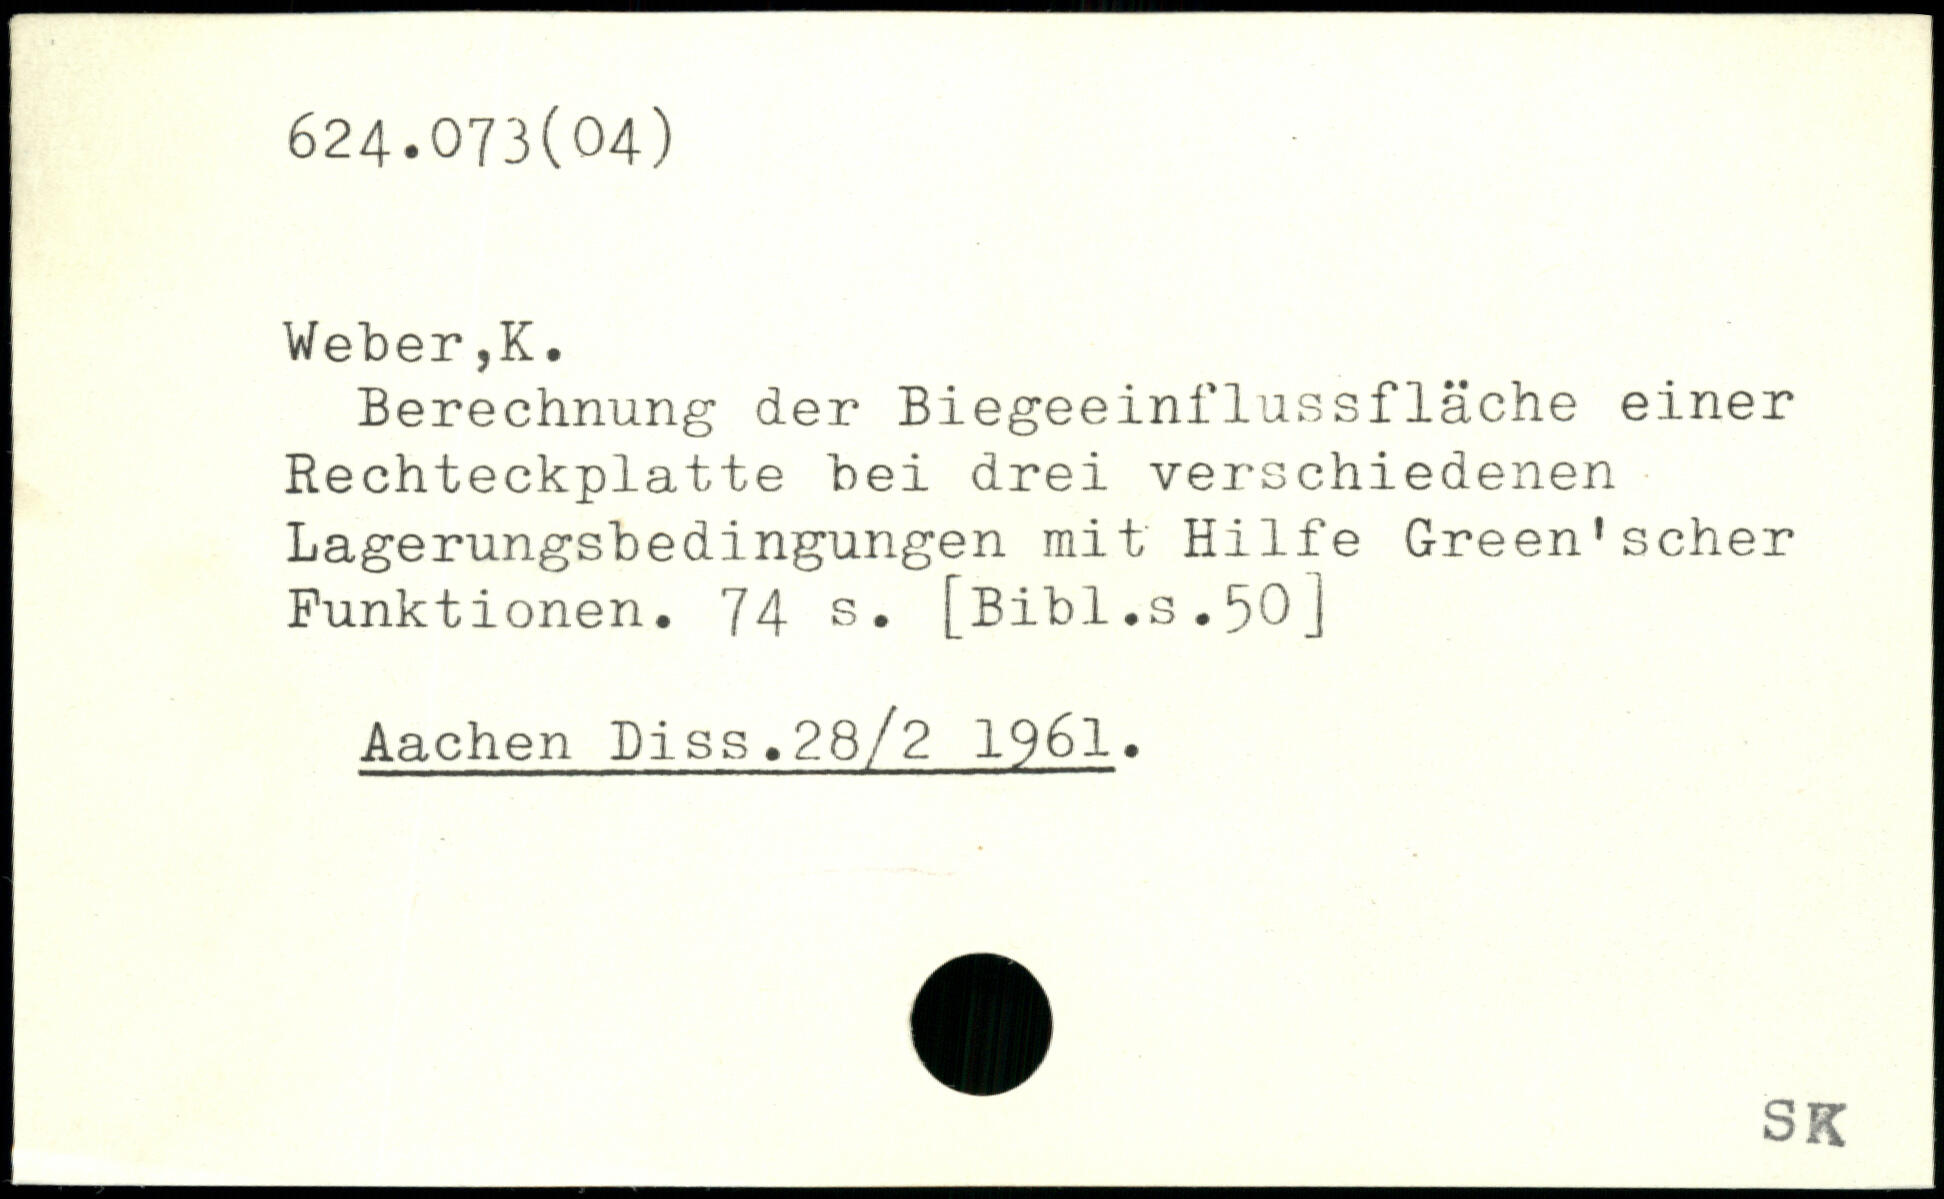 624.073(04)
Weber,K.
Berechnung der Biegeeinflussfläche einer
Rechteckplatte bei drei verschiedenen
Lagerungsbedingungen mit Hilfe Green'scher
Funktionen. 74 s. [Bibl.s.50]
Aachen Diss.28/2 1961.
SK